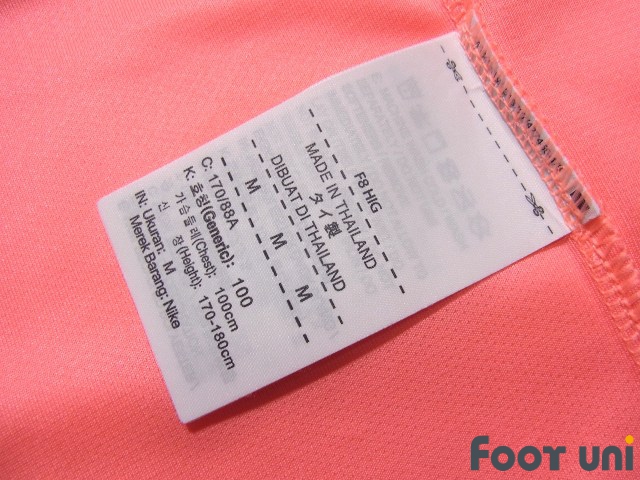 F8 HIG
MADE IN THAILAND
タイ製
DIBUAT DI THAILAND
M M M
C: 170/88A
K: 호칭(Generic): 100
가슴둘레(Chest): 100cm
신 장(Height): 170-180cm
IN: Ukuran: M
Merek Barang: Nike
FOOT uni